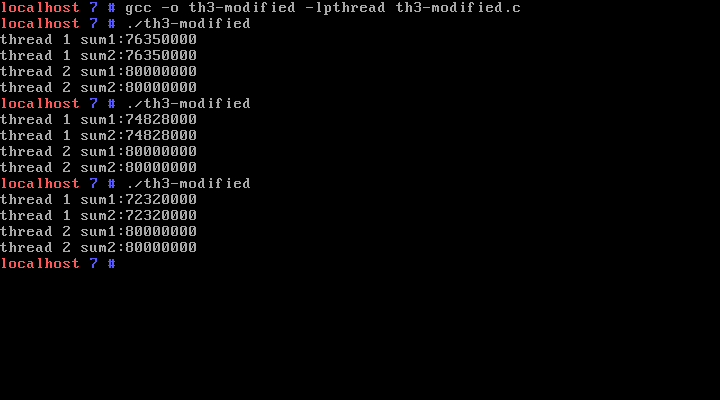 localhost 7 # gcc -o th3-modified -lpthread th3-modified.c
localhost 7 # ./th3-modified
thread 1 sum1:76350000
thread 1 sum2:76350000
thread 2 sum1:80000000
thread 2 sum2:80000000
localhost 7 # ./th3-modified
thread 1 sum1:74828000
thread 1 sum2:74828000
thread 2 sum1:80000000
thread 2 sum2:80000000
localhost 7 # ./th3-modified
thread 1 sum1:72320000
thread 1 sum2:72320000
thread 2 sum1:80000000
thread 2 sum2:80000000
localhost 7 #